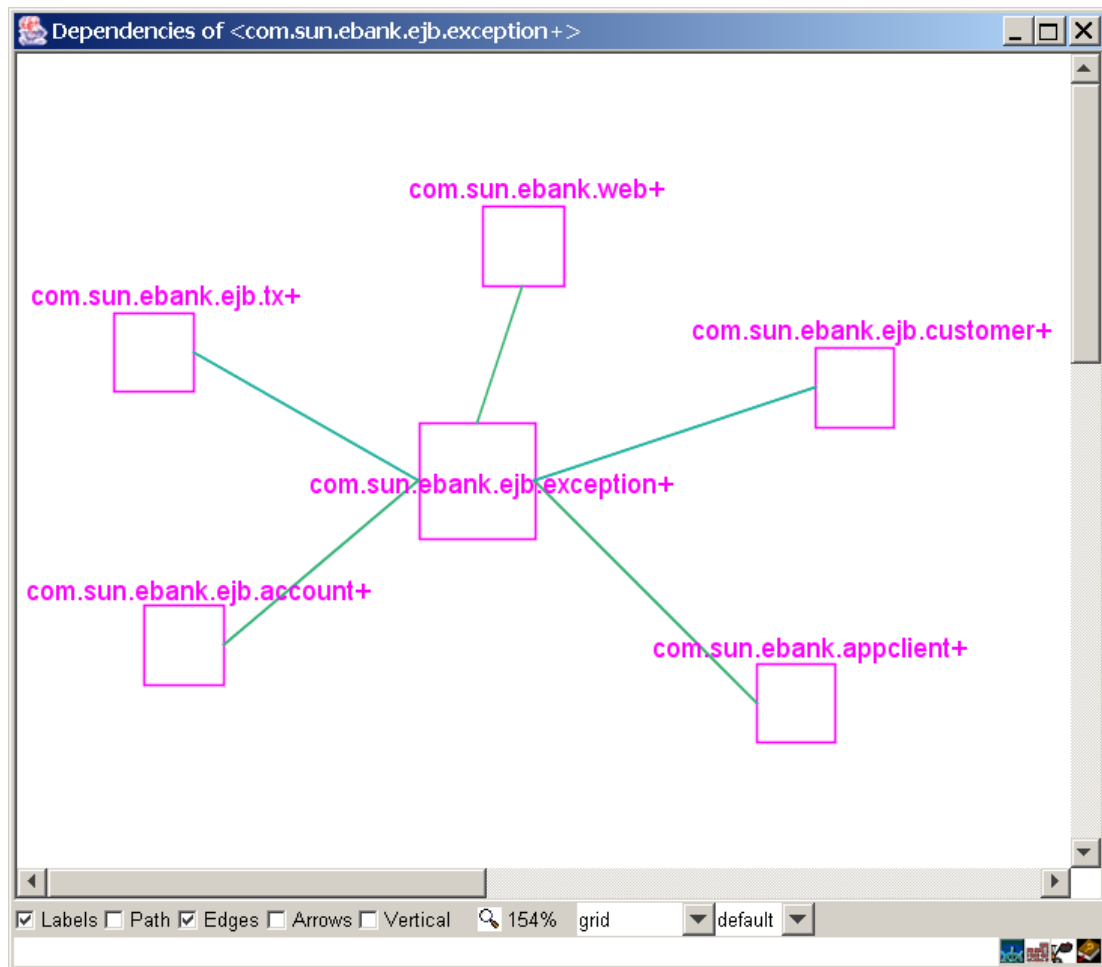 Dependencies of <com.sun.ebank.ejb.exception+>
com.sun.ebank.web+
com.sun.ebank.ejb.tx+
com.sun.ebank.ejb.customer+
com.sun.ebank.ejb.exception+
com.sun.ebank.ejb.account+
com.sun.ebank.appclient+
Labels Path Edges Arrows Vertical 154% grid default